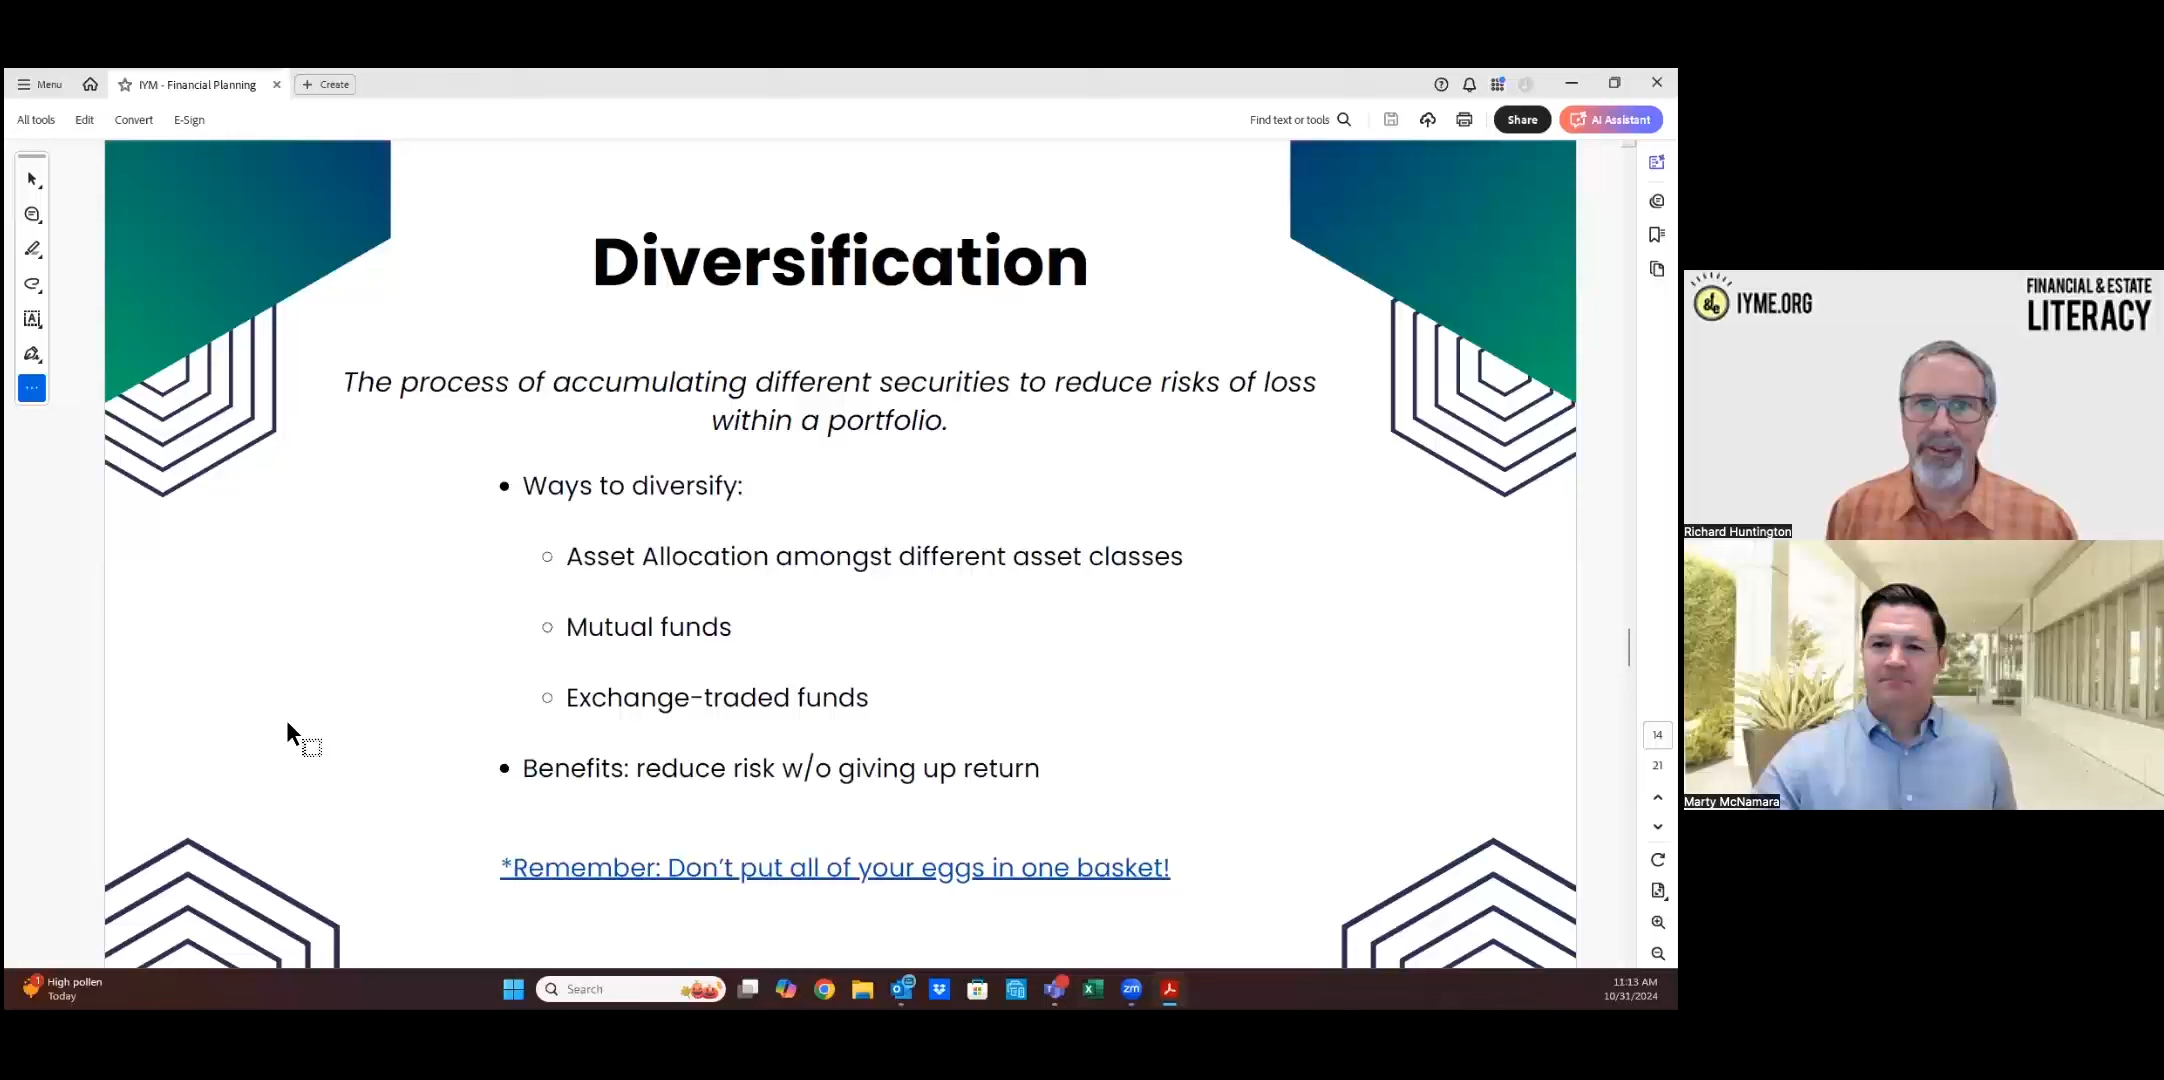 Menu
IYM - Financial Planning
Create
All tools
Edit
Convert
E-Sign
Find text or tools
Share
AI Assistant
Diversification
The process of accumulating different securities to reduce risks of loss
within a portfolio.
Ways to diversify:
Asset Allocation amongst different asset classes
Mutual funds
Exchange-traded funds
Benefits: reduce risk w/o giving up return
*Remember: Don't put all of your eggs in one basket!
14
21
IYME.ORG
FINANCIAL & ESTATE
LITERACY
Richard Huntington
Marty McNamara
1
High pollen
Today
Search
zm
11:13 AM
10/31/2024